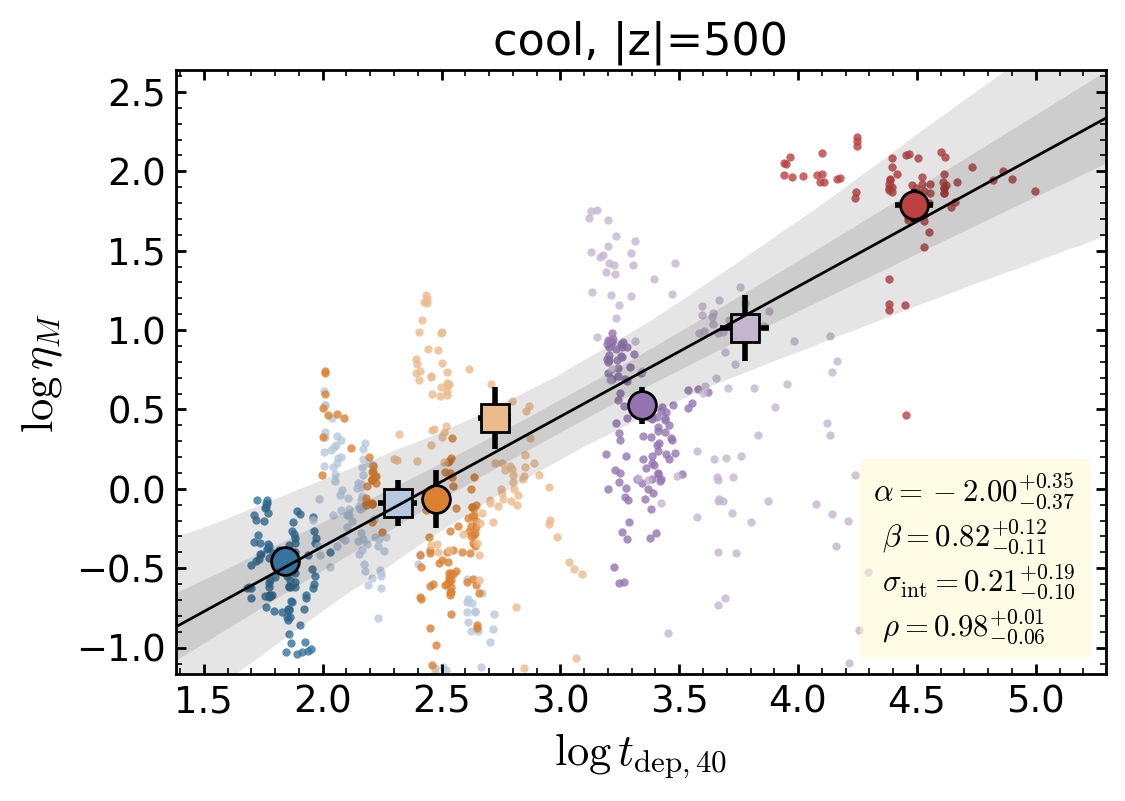 cool, |z|=500
log η_M
2.5
2.0
1.5
1.0
0.5
0.0
−0.5
−1.0
α = −2.00^{+0.35}_{−0.37}
β = 0.82^{+0.12}_{−0.11}
σ_int = 0.21^{+0.19}_{−0.10}
ρ = 0.98^{+0.01}_{−0.06}
1.5 2.0 2.5 3.0 3.5 4.0 4.5 5.0
log t_{dep, 40}